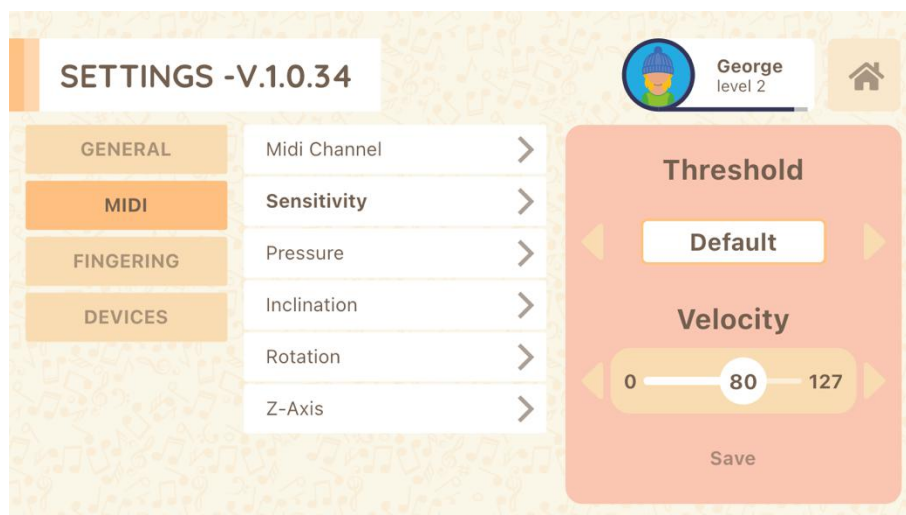 SETTINGS -V.1.0.34
George
level 2
GENERAL
MIDI
FINGERING
DEVICES
Midi Channel
Sensitivity
Pressure
Inclination
Rotation
Z-Axis
Threshold
Default
Velocity
0 80 127
Save